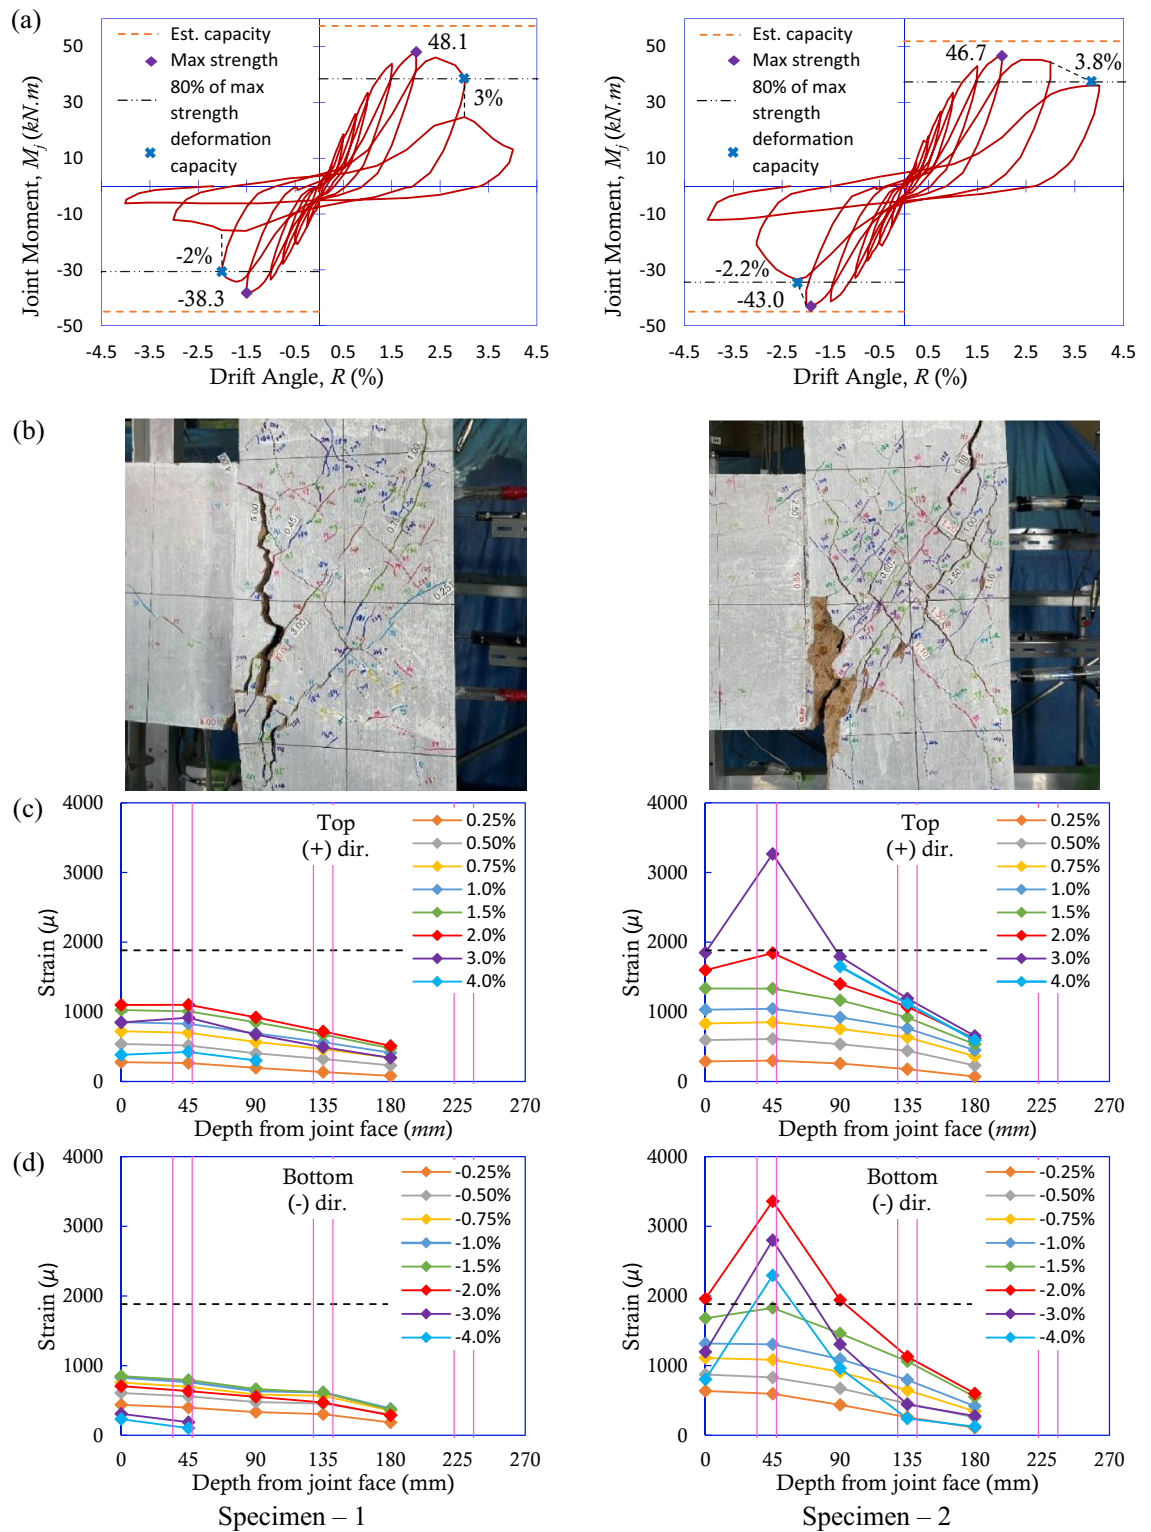 (a)
Est. capacity
Max strength
80% of max
strength
deformation
capacity
48.1
3%
-2%
-38.3
50
30
10
-10
-30
-50
-4.5 -3.5 -2.5 -1.5 -0.5 0.5 1.5 2.5 3.5 4.5
Joint Moment, Mj (kN.m)
Drift Angle, R (%)
Est. capacity
Max strength
80% of max
strength
deformation
capacity
46.7
3.8%
-2.2%
-43.0
50
30
10
-10
-30
-50
-4.5 -3.5 -2.5 -1.5 -0.5 0.5 1.5 2.5 3.5 4.5
Joint Moment, Mj (kN.m)
Drift Angle, R (%)
(b)
5.00
0.45
1.00
3.00
0.25
8.00
(c)
Top
(+) dir.
0.25%
0.50%
0.75%
1.0%
1.5%
2.0%
3.0%
4.0%
4000
3000
2000
1000
0
0 45 90 135 180 225 270
Strain (μ)
Depth from joint face (mm)
Top
(+) dir.
0.25%
0.50%
0.75%
1.0%
1.5%
2.0%
3.0%
4.0%
4000
3000
2000
1000
0
0 45 90 135 180 225 270
Strain (μ)
Depth from joint face (mm)
(d)
Bottom
(-) dir.
-0.25%
-0.50%
-0.75%
-1.0%
-1.5%
-2.0%
-3.0%
-4.0%
4000
3000
2000
1000
0
0 45 90 135 180 225 270
Strain (μ)
Depth from joint face (mm)
Specimen – 1
Bottom
(-) dir.
-0.25%
-0.50%
-0.75%
-1.0%
-1.5%
-2.0%
-3.0%
-4.0%
4000
3000
2000
1000
0
0 45 90 135 180 225 270
Strain (μ)
Depth from joint face (mm)
Specimen – 2